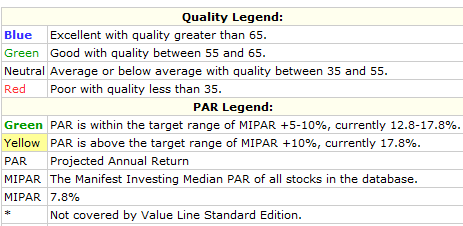 Quality Legend:
Blue Excellent with quality greater than 65.
Green Good with quality between 55 and 65.
Neutral Average or below average with quality between 35 and 55.
Red Poor with quality less than 35.
PAR Legend:
Green PAR is within the target range of MIPAR +5-10%, currently 12.8-17.8%.
Yellow PAR is above the target range of MIPAR +10%, currently 17.8%.
PAR Projected Annual Return
MIPAR The Manifest Investing Median PAR of all stocks in the database.
MIPAR 7.8%
* Not covered by Value Line Standard Edition.